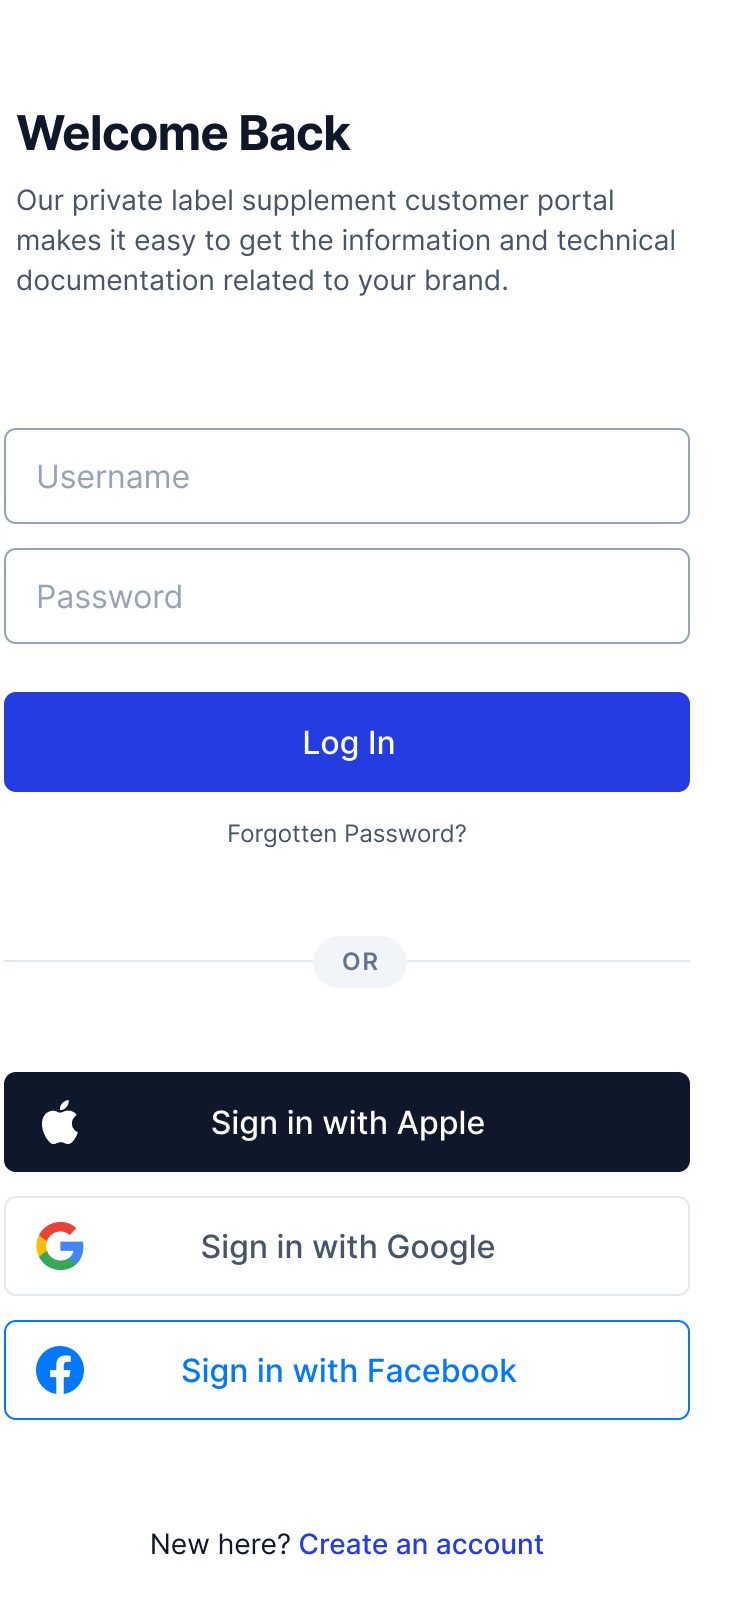 Welcome Back
Our private label supplement customer portal
makes it easy to get the information and technical
documentation related to your brand.
Username
Password
Log In
Forgotten Password?
OR
Sign in with Apple
Sign in with Google
Sign in with Facebook
New here? Create an account